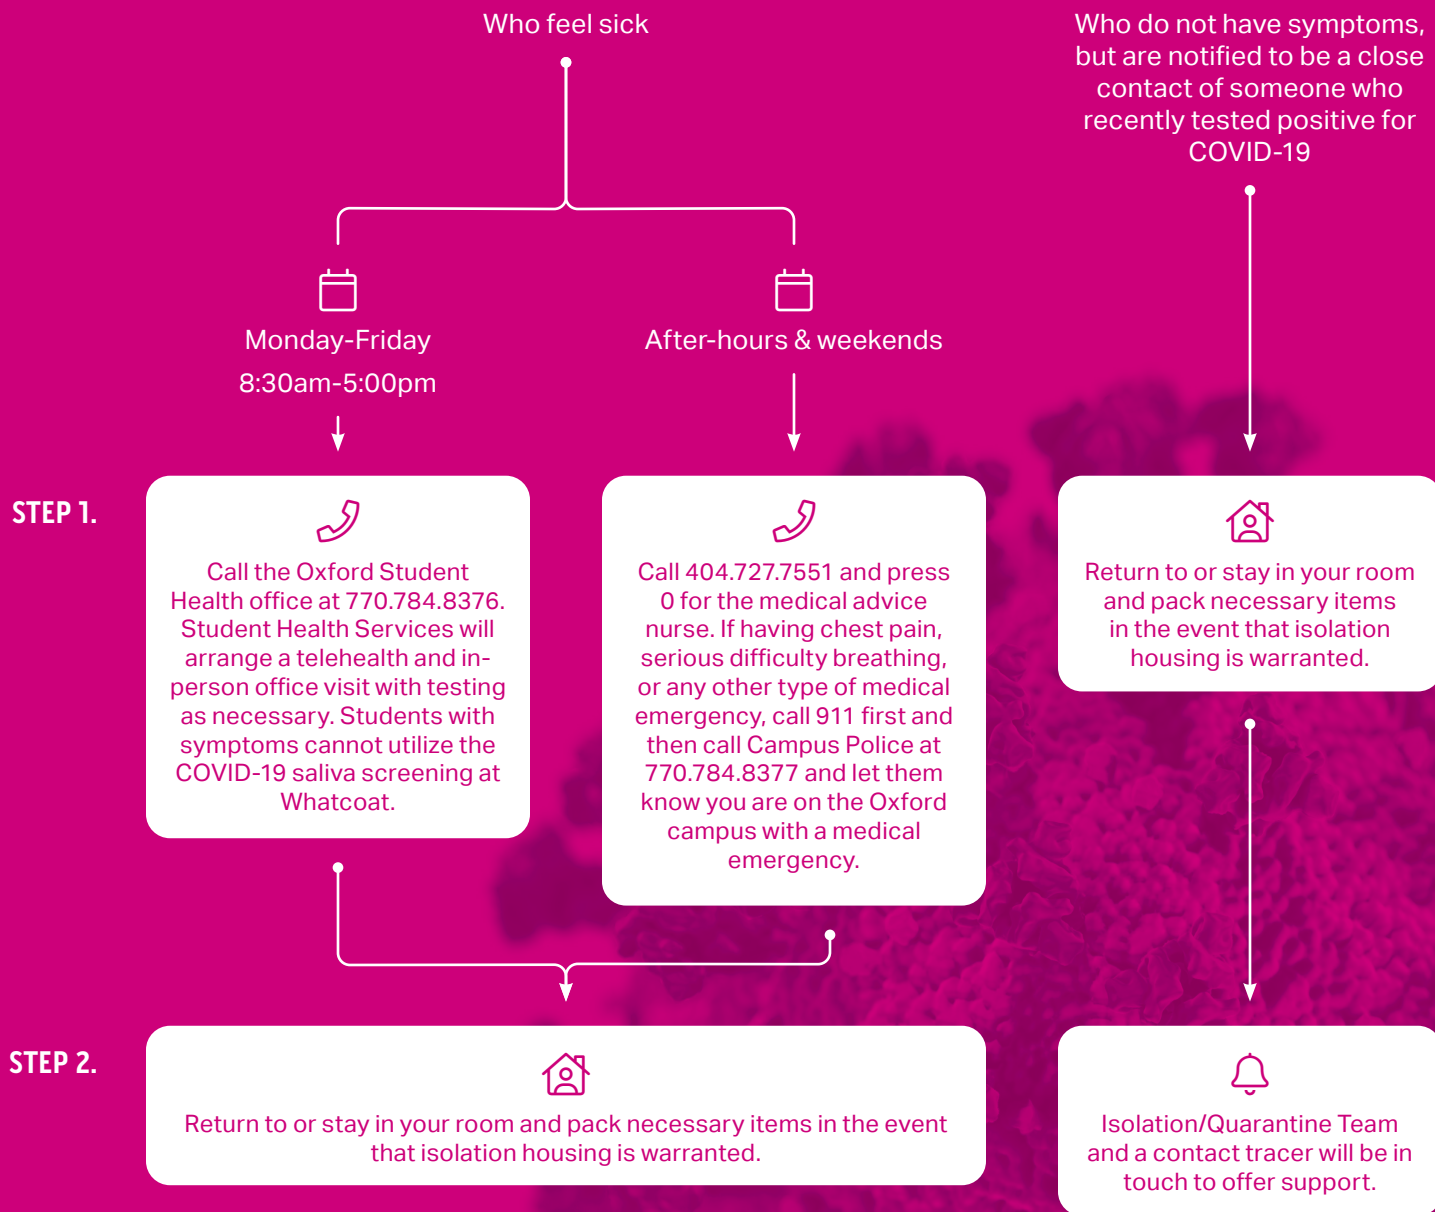 Who feel sick
Who do not have symptoms,
but are notified to be a close
contact of someone who
recently tested positive for
COVID-19
Monday-Friday
8:30am-5:00pm
After-hours & weekends
STEP 1.
Call the Oxford Student
Health office at 770.784.8376.
Student Health Services will
arrange a telehealth and in-
person office visit with testing
as necessary. Students with
symptoms cannot utilize the
COVID-19 saliva screening at
Whatcoat.
Call 404.727.7551 and press
0 for the medical advice
nurse. If having chest pain,
serious difficulty breathing,
or any other type of medical
emergency, call 911 first and
then call Campus Police at
770.784.8377 and let them
know you are on the Oxford
campus with a medical
emergency.
Return to or stay in your room
and pack necessary items
in the event that isolation
housing is warranted.
STEP 2.
Return to or stay in your room and pack necessary items in the event
that isolation housing is warranted.
Isolation/Quarantine Team
and a contact tracer will be in
touch to offer support.